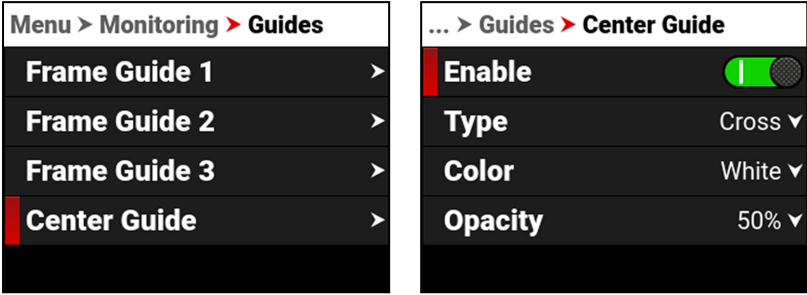 Menu > Monitoring > Guides
Frame Guide 1 >
Frame Guide 2 >
Frame Guide 3 >
Center Guide >
... > Guides > Center Guide
Enable
Type Cross
Color White
Opacity 50%